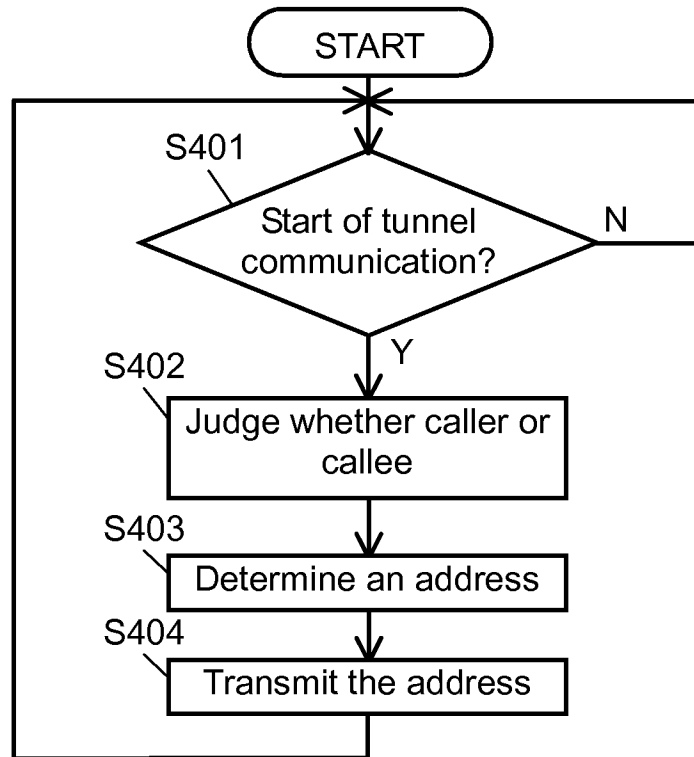 START
S401
Start of tunnel
communication?
N
Y
S402
Judge whether caller or
callee
S403
Determine an address
S404
Transmit the address